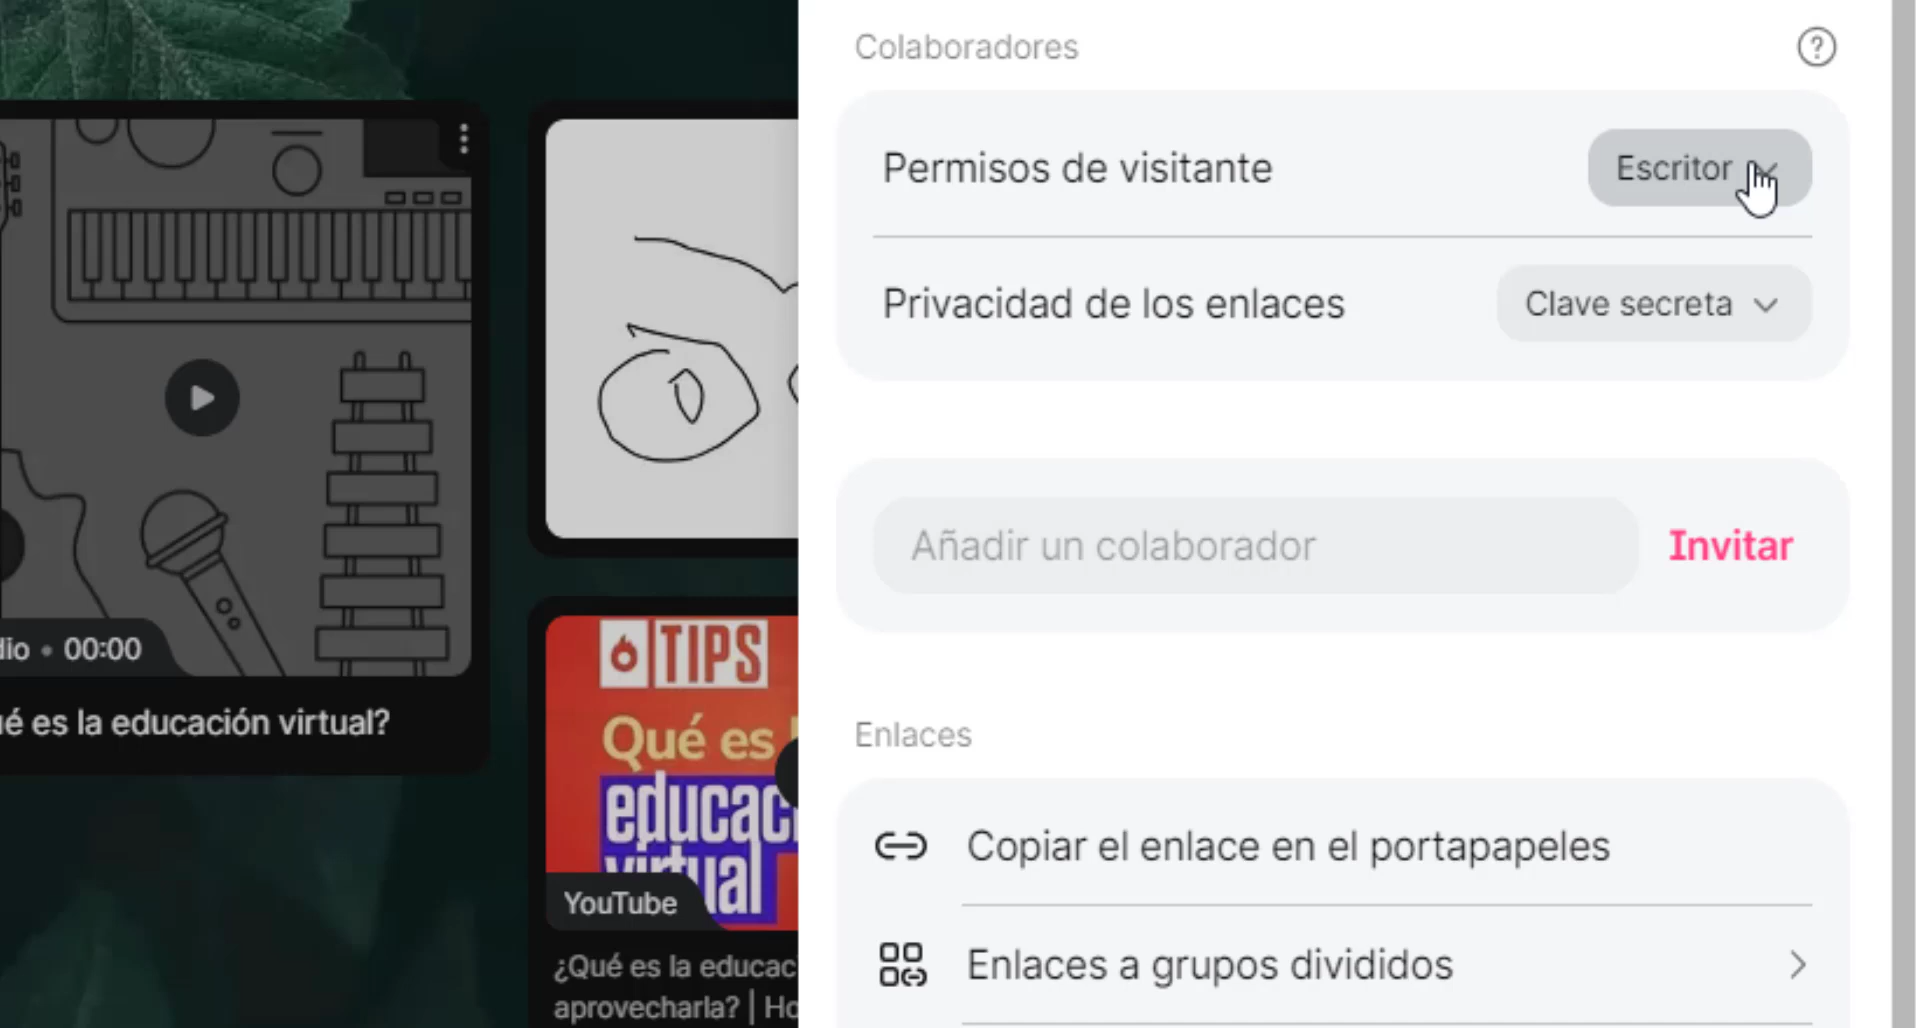 Colaboradores
Permisos de visitante
Escritor
Privacidad de los enlaces
Clave secreta
Añadir un colaborador
Invitar
Enlaces
Copiar el enlace en el portapapeles
Enlaces a grupos divididos
dio • 00:00
ué es la educación virtual?
TIPS
Qué es
educac
virtual
YouTube
¿Qué es la educac
aprovecharla? | Ho